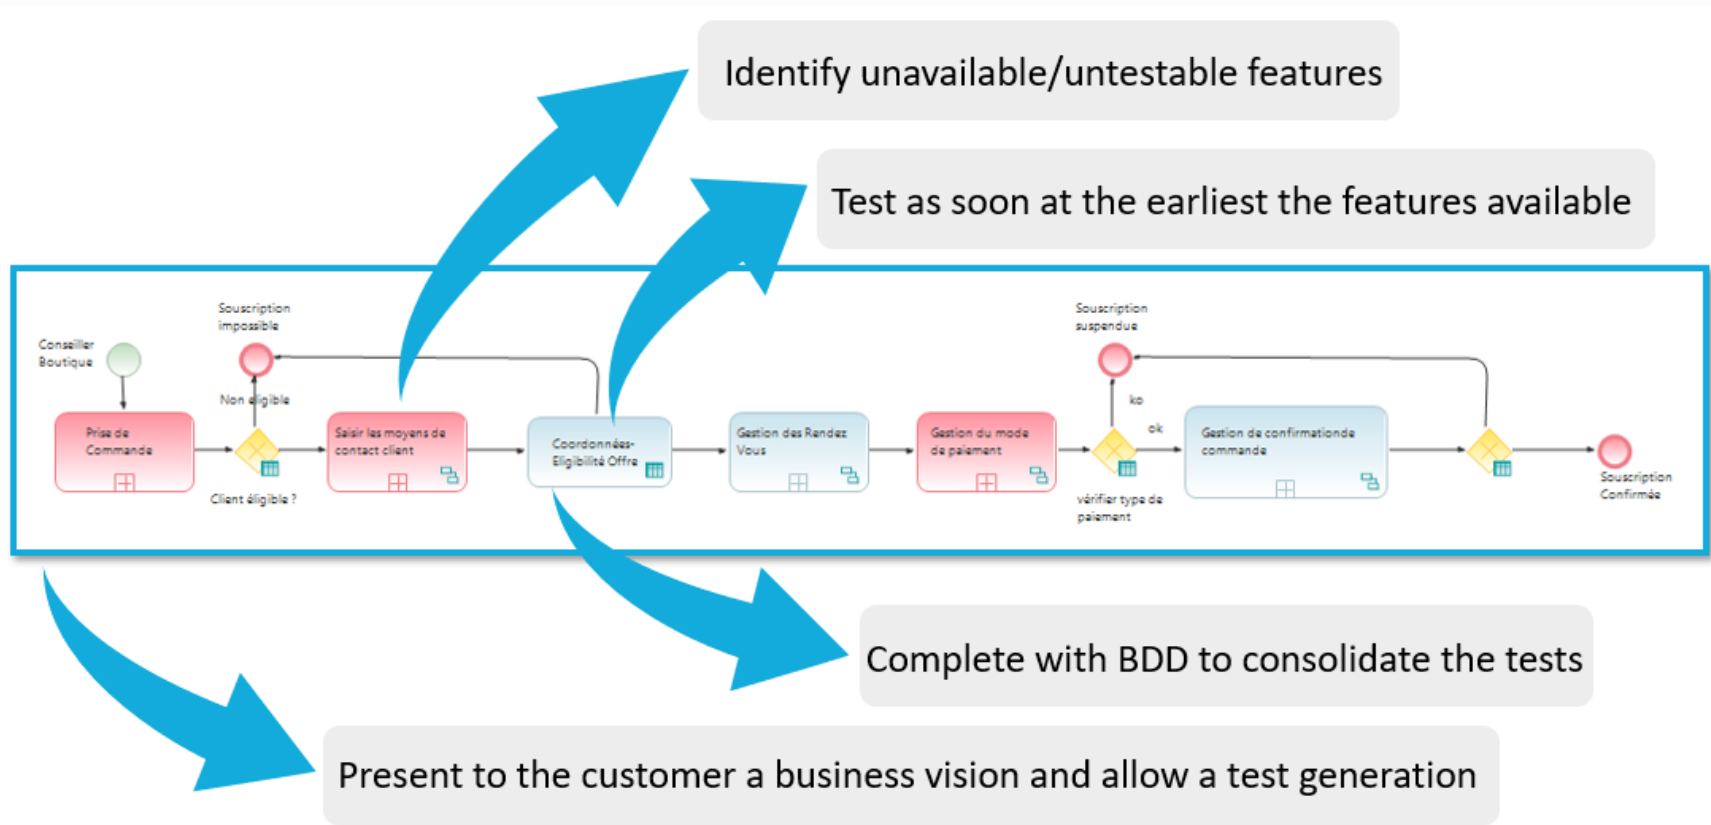 Identify unavailable/untestable features
Test as soon at the earliest the features available
Souscription
impossible
Souscription
suspendue
Conseiller
Boutique
Non eligible
ko
ok
Prise de
Commande
Saisir les moyens de
contact client
Coordonnées-
Eligibilité Offre
Gestion des Rendez
Vous
Gestion du mode
de paiement
Gestion de confirmationde
commande
Client éligible ?
vérifier type de
paiement
Souscription
Confirmée
Complete with BDD to consolidate the tests
Present to the customer a business vision and allow a test generation